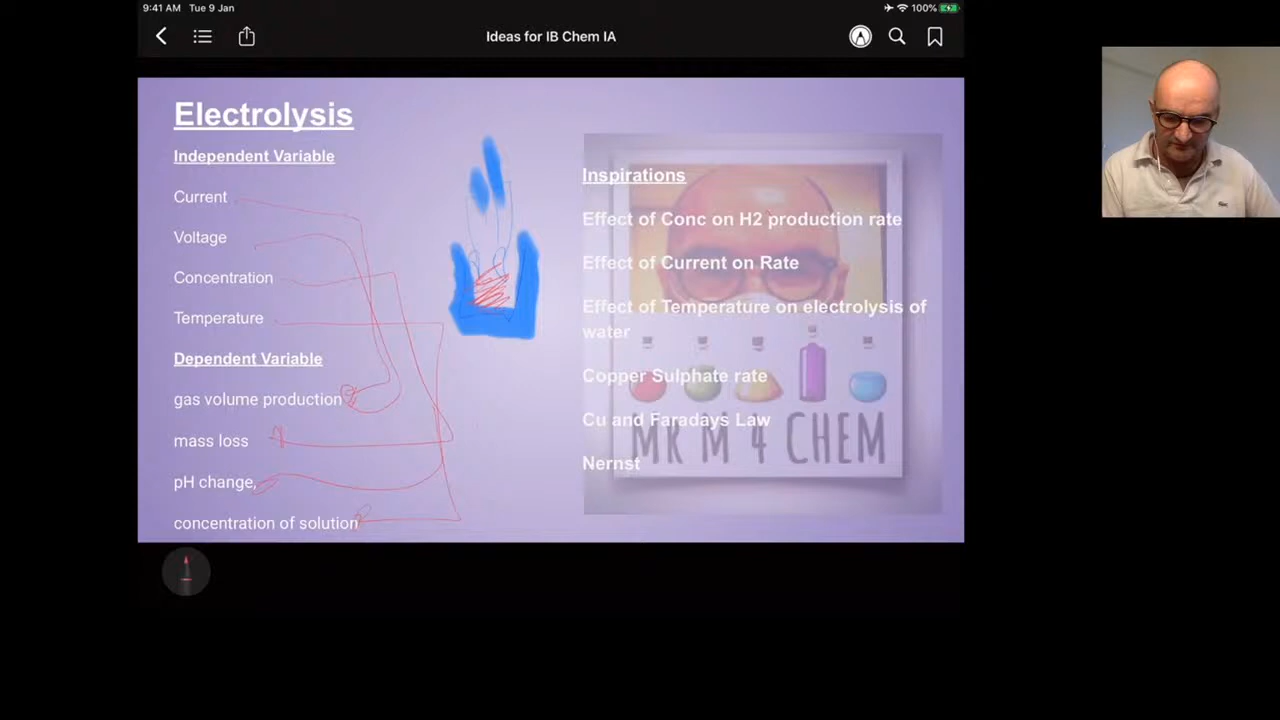 9:41 AM Tue 9 Jan
100%
Ideas for IB Chem IA
Electrolysis
Independent Variable
Current
Voltage
Concentration
Temperature
Dependent Variable
gas volume production
mass loss
pH change,
concentration of solution
Inspirations
Effect of Conc on H2 production rate
Effect of Current on Rate
Effect of Temperature on electrolysis of
water
Copper Sulphate rate
Cu and Faradays Law
Nernst
MR M 4 CHEM